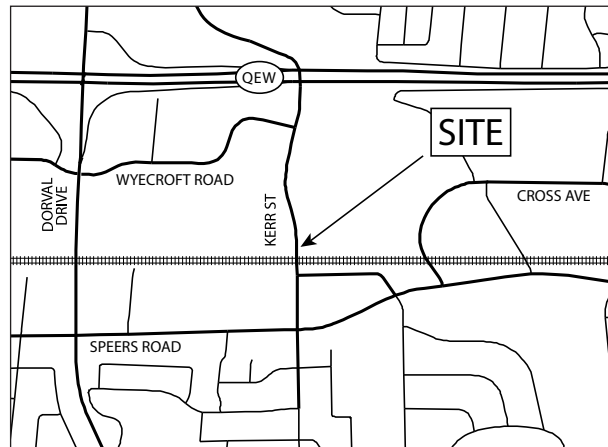 QEW
SITE
WYECROFT ROAD
DORVAL
DRIVE
KERR ST
CROSS AVE
SPEERS ROAD